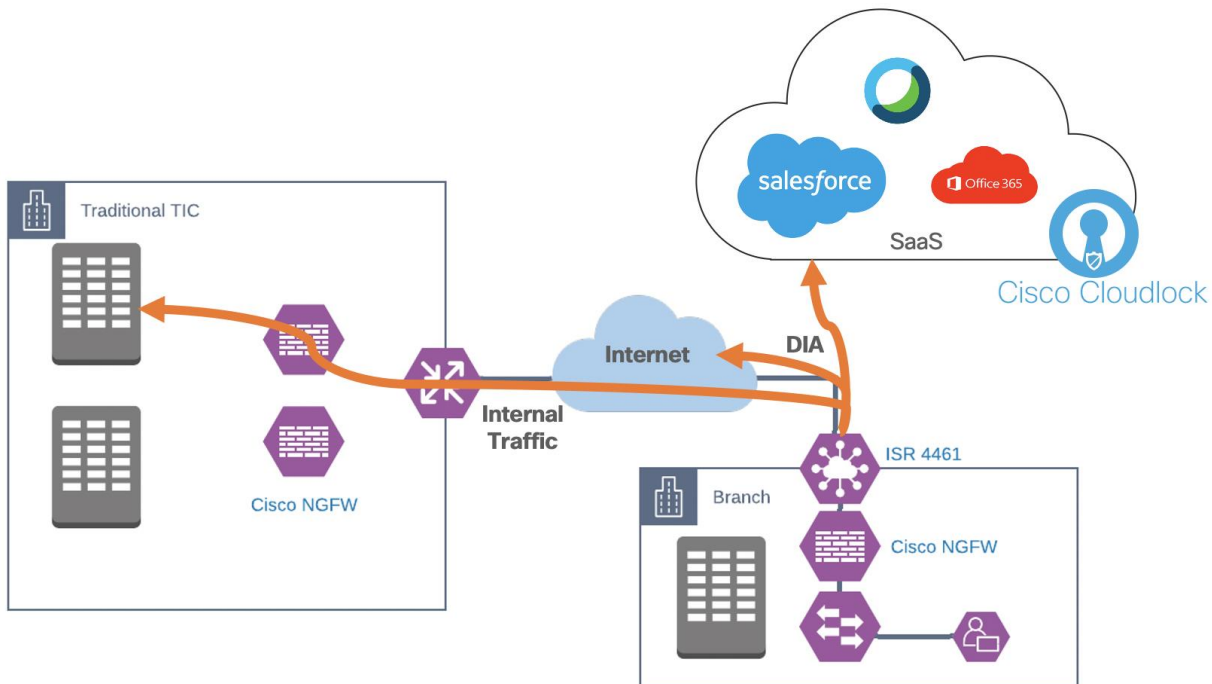 salesforce
Office 365
SaaS
Cisco Cloudlock
Traditional TIC
Internet
DIA
Internal
Traffic
Cisco NGFW
ISR 4461
Branch
Cisco NGFW